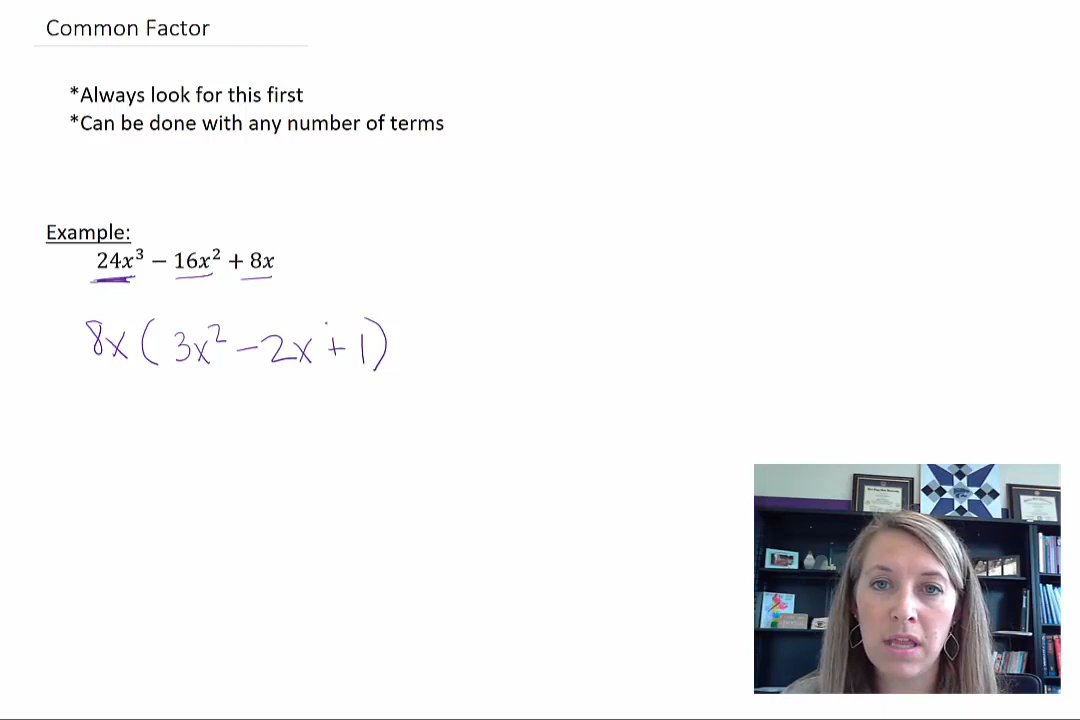 Common Factor
*Always look for this first
*Can be done with any number of terms
Example:
24x³ − 16x² + 8x
8x ( 3x² − 2x + 1)